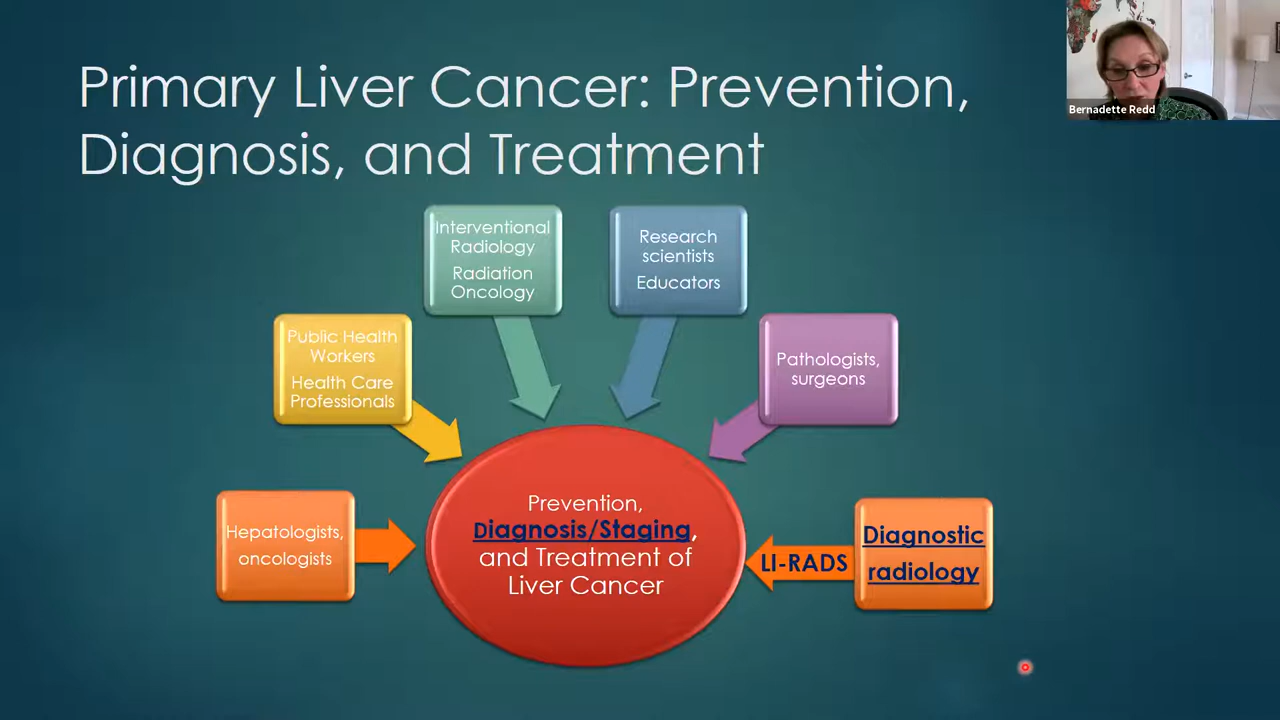 Primary Liver Cancer: Prevention,
Diagnosis, and Treatment
Bernadette Redd
Interventional
Radiology
Radiation
Oncology
Research
scientists
Educators
Public Health
Workers
Health Care
Professionals
Pathologists,
surgeons
Hepatologists,
oncologists
Prevention,
Diagnosis/Staging,
and Treatment of
Liver Cancer
LI-RADS
Diagnostic
radiology